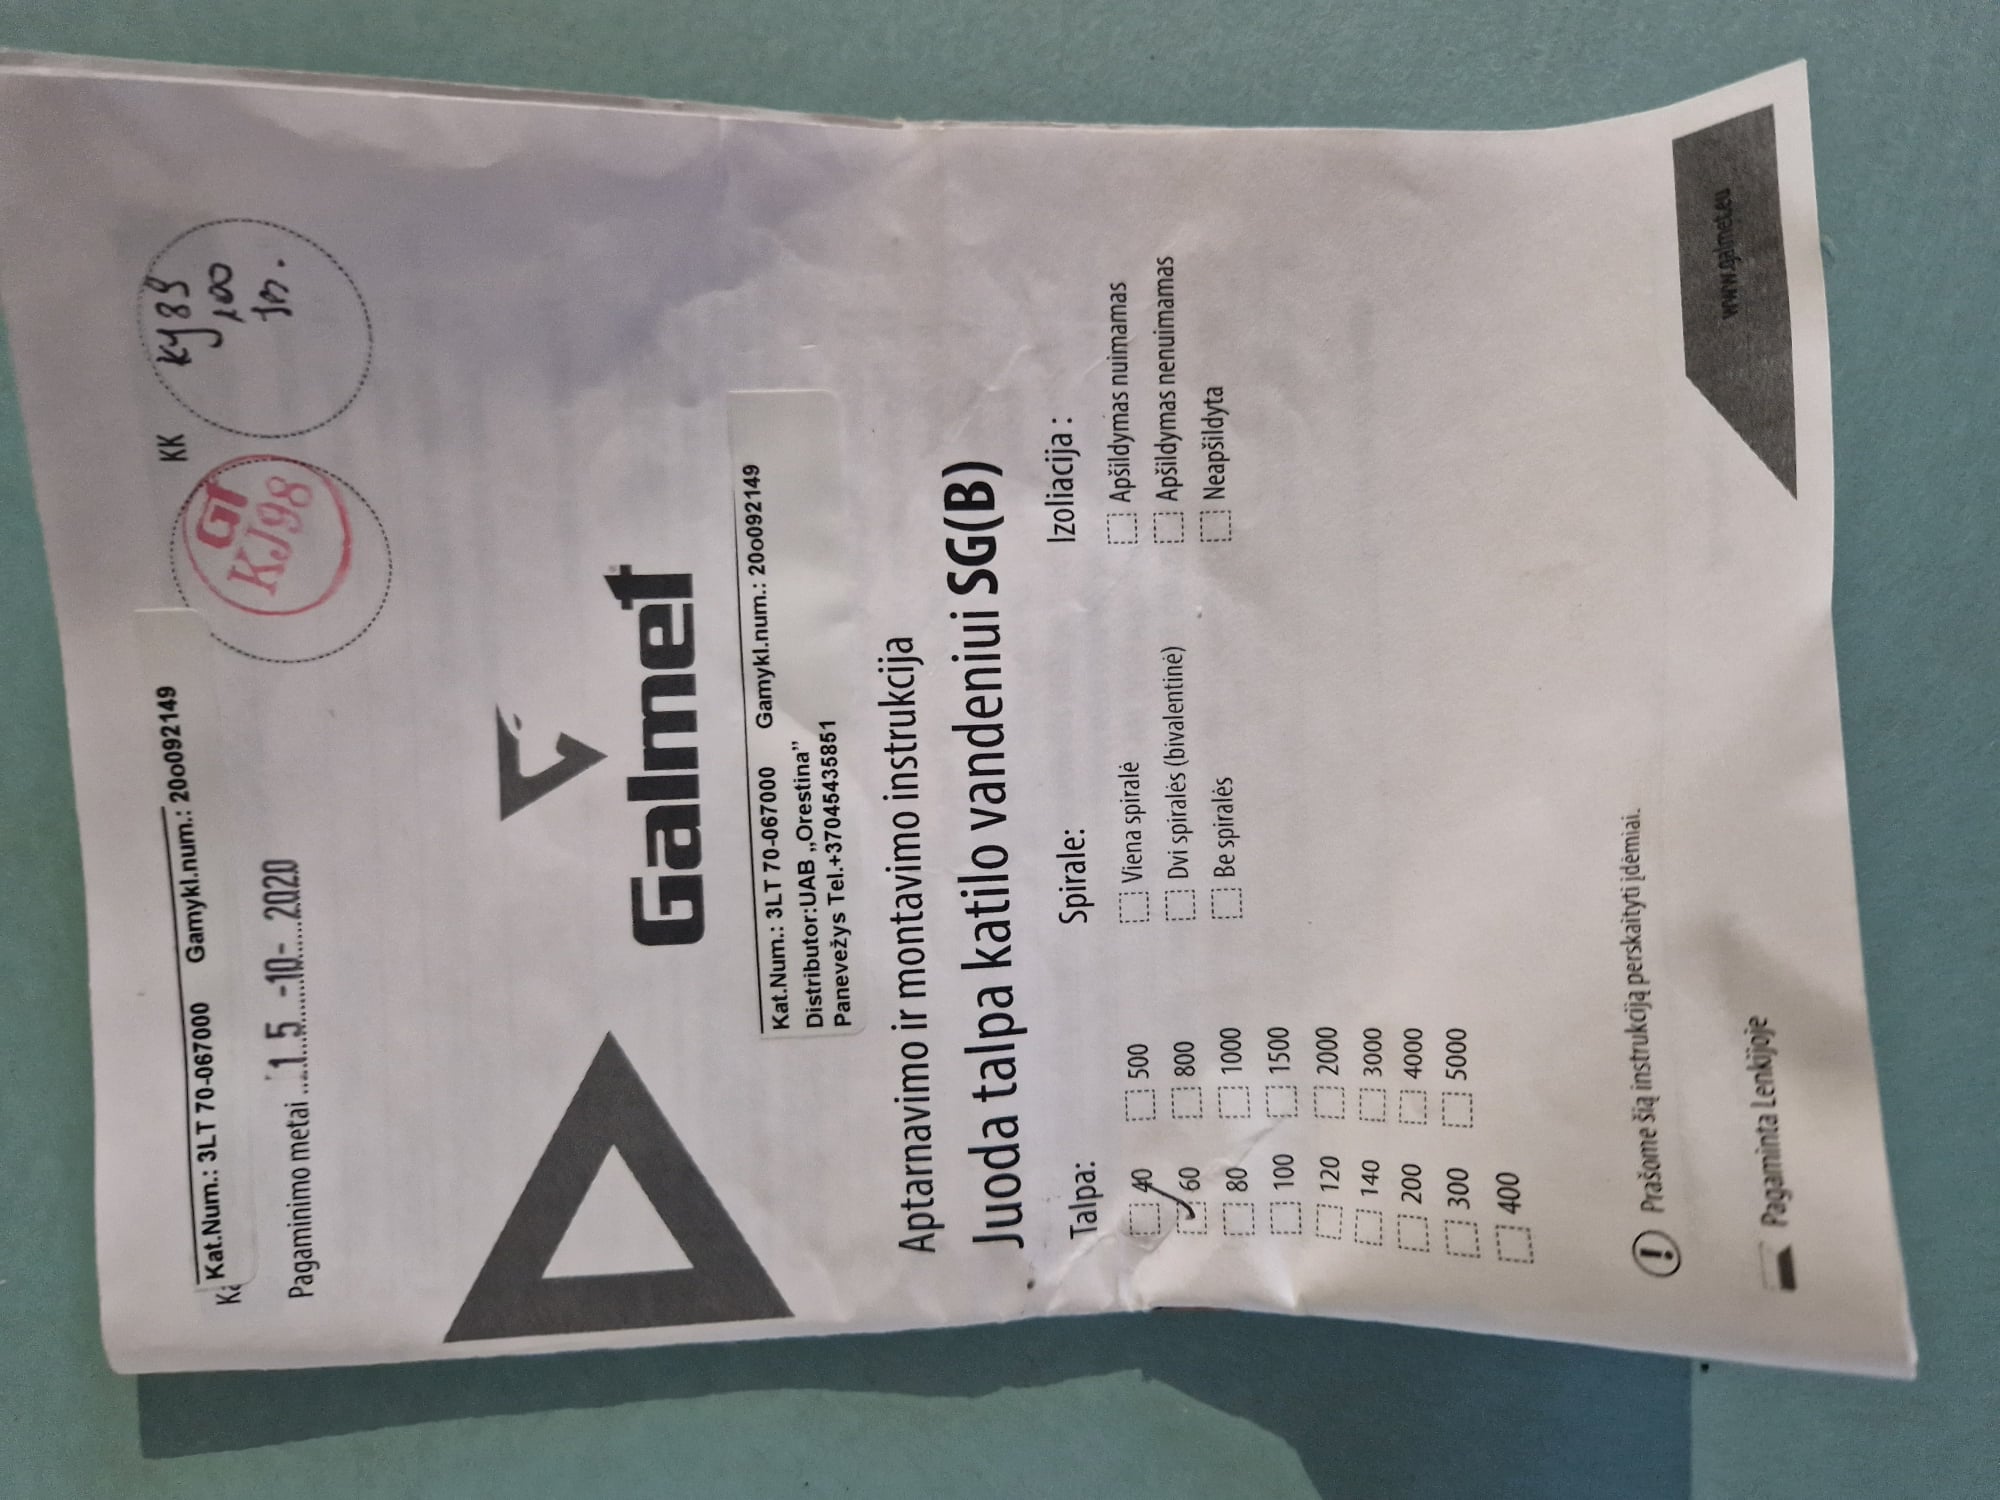 Kat.Num.: 3LT 70-067000 Gamykl.num.: 20o092149
KK
GT
KJ98
Pagaminimo metai 15 -10- 2020
Galmet
Kat.Num.: 3LT 70-067000 Gamykl.num.: 20o092149
Distributor:UAB „Orestina”
Panevežys Tel.+37045435851
Aptarnavimo ir montavimo instrukcija
Juoda talpa katilo vandeniui SG(B)
Talpa:
40
60
80
100
120
140
200
300
400
500
800
1000
1500
2000
3000
4000
5000
Spirale:
Viena spiralė
Dvi spiralės (bivalentinė)
Be spiralės
Izoliacija :
Apšildymas nuimamas
Apšildymas nenuimamas
Neapšildyta
! Prašome šią instrukciją perskaityti įdėmiai.
Pagaminta Lenkijoje
www.galmet.eu